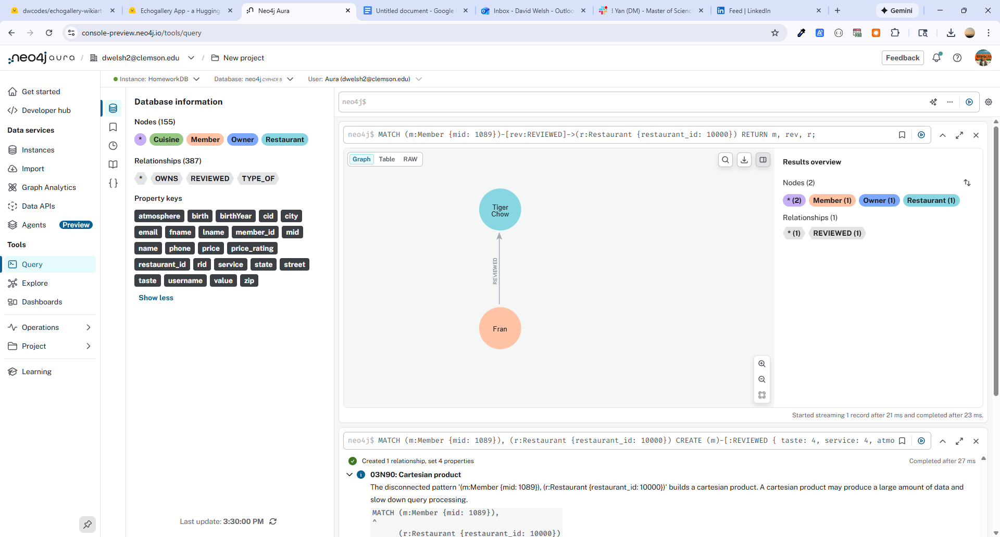 dwcodes/echogallery-wikiart
Echogallery App - a Hugging
Neo4j Aura
Untitled document - Google
Inbox - David Welsh - Outloo
! Yan (DM) - Master of Scienc
Feed | LinkedIn
Gemini
console-preview.neo4j.io/tools/query
neo4j aura / dwelsh2@clemson.edu / New project
Feedback
Instance: HomeworkDB
Database: neo4j CYPHER 5
User: Aura (dwelsh2@clemson.edu)
Get started
Developer hub
Data services
Instances
Import
Graph Analytics
Data APIs
Agents Preview
Tools
Query
Explore
Dashboards
Operations
Project
Learning
Database information
Nodes (155)
* Cuisine Member Owner Restaurant
Relationships (387)
* OWNS REVIEWED TYPE_OF
Property keys
atmosphere birth birthYear cid city
email fname lname member_id mid
name phone price price_rating
restaurant_id rid service state street
taste username value zip
Show less
Last update: 3:30:00 PM
neo4j$
neo4j$ MATCH (m:Member {mid: 1089})-[rev:REVIEWED]->(r:Restaurant {restaurant_id: 10000}) RETURN m, rev, r;
Graph Table RAW
Tiger
Chow
REVIEWED
Fran
Results overview
Nodes (2)
* (2) Member (1) Owner (1) Restaurant (1)
Relationships (1)
* (1) REVIEWED (1)
Started streaming 1 record after 21 ms and completed after 23 ms.
neo4j$ MATCH (m:Member {mid: 1089}), (r:Restaurant {restaurant_id: 10000}) CREATE (m)-[:REVIEWED { taste: 4, service: 4, atmo
Created 1 relationship, set 4 properties
Completed after 27 ms
03N90: Cartesian product
The disconnected pattern '(m:Member {mid: 1089}), (r:Restaurant {restaurant_id: 10000})' builds a cartesian product. A cartesian product may produce a large amount of data and
slow down query processing.
MATCH (m:Member {mid: 1089}),
^
(r:Restaurant {restaurant_id: 10000})